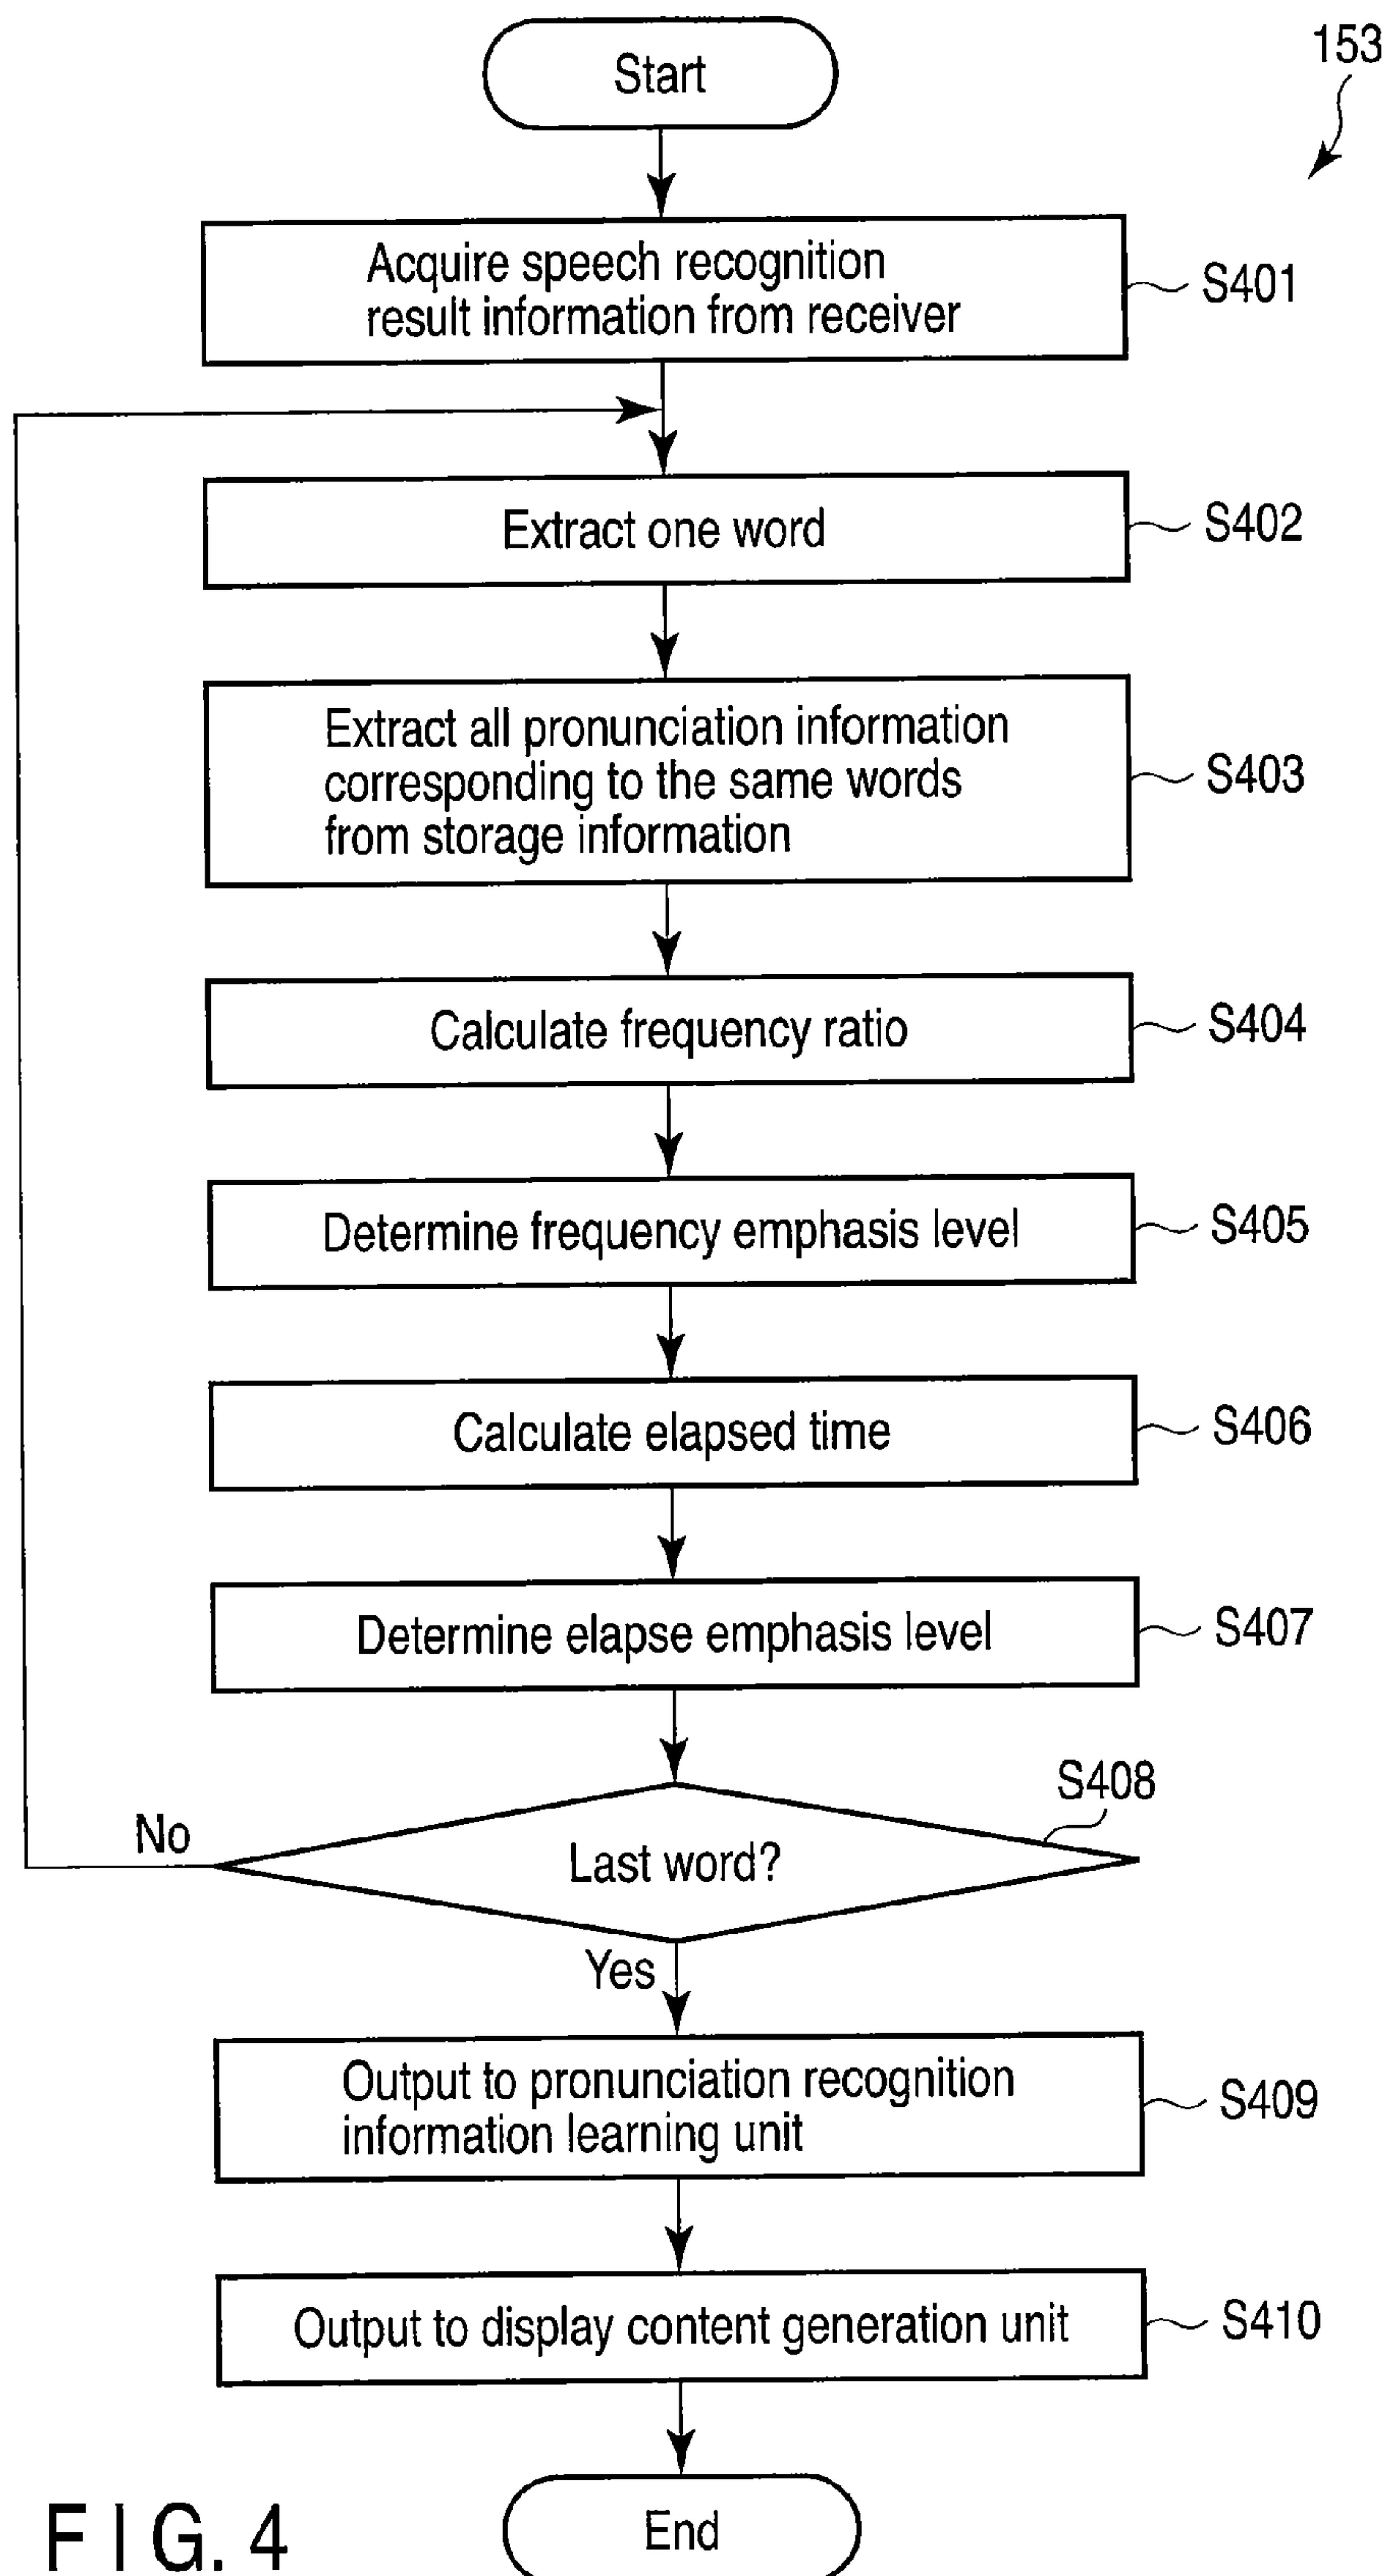 Start
153
Acquire speech recognition
result information from receiver
S401
Extract one word
S402
Extract all pronunciation information
corresponding to the same words
from storage information
S403
Calculate frequency ratio
S404
Determine frequency emphasis level
S405
Calculate elapsed time
S406
Determine elapse emphasis level
S407
S408
No
Last word?
Yes
Output to pronunciation recognition
information learning unit
S409
Output to display content generation unit
S410
End
FIG. 4